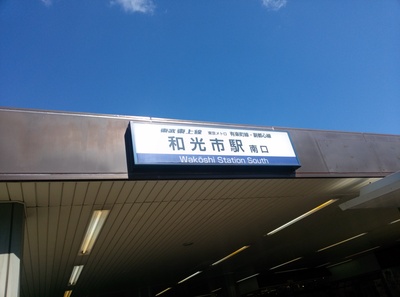 東武東上線 東京メトロ 有楽町線・副都心線
和光市駅 南口
Wakōshi Station South